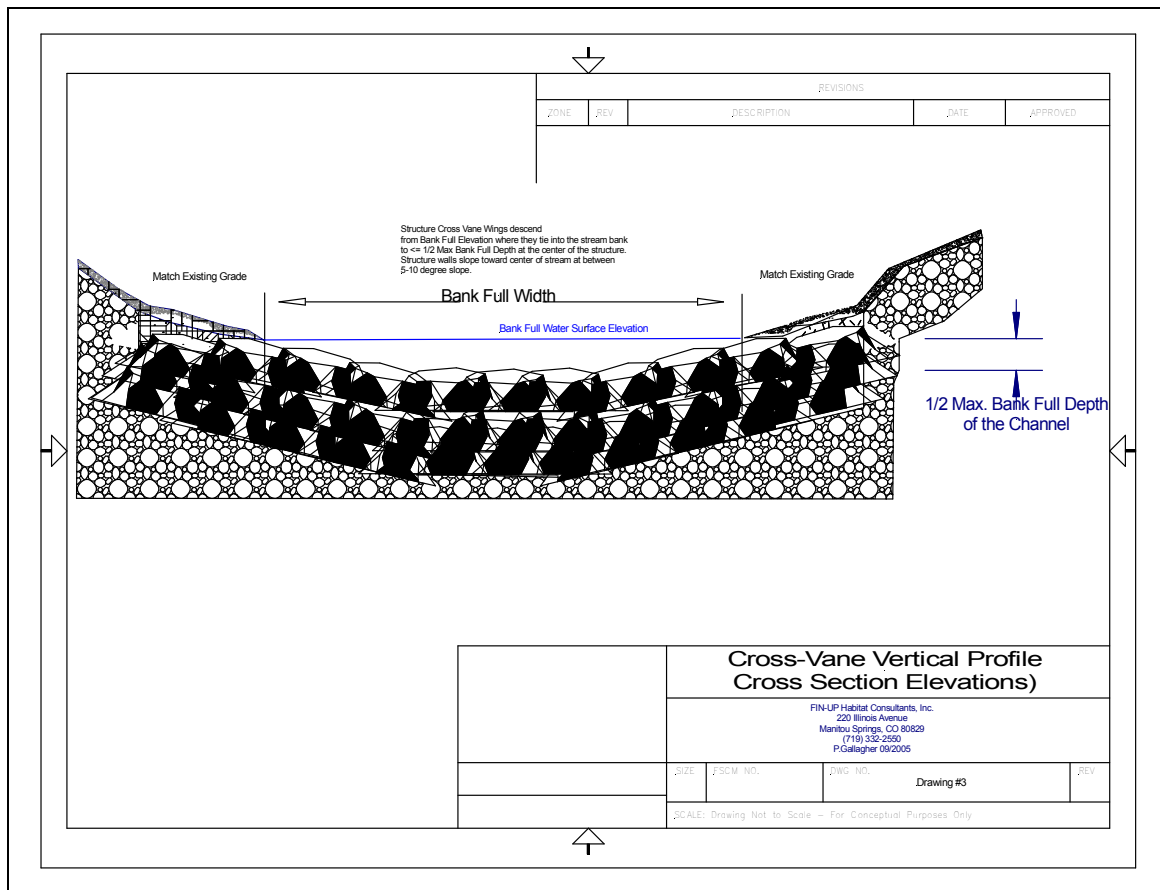 REVISIONS
ZONE REV DESCRIPTION DATE APPROVED
Structure Cross Vane Wings descend
from Bank Full Elevation where they tie into the stream bank
to <= 1/2 Max Bank Full Depth at the center of the structure.
Structure walls slope toward center of stream at between
5-10 degree slope.
Match Existing Grade
Match Existing Grade
Bank Full Width
Bank Full Water Surface Elevation
1/2 Max. Bank Full Depth
of the Channel
Cross-Vane Vertical Profile
Cross Section Elevations)
FIN-UP Habitat Consultants, Inc.
220 Illinois Avenue
Manitou Springs, CO 80829
(719) 332-2550
P.Gallagher 09/2005
SIZE FSCM NO. DWG NO. REV
Drawing #3
SCALE: Drawing Not to Scale – For Conceptual Purposes Only